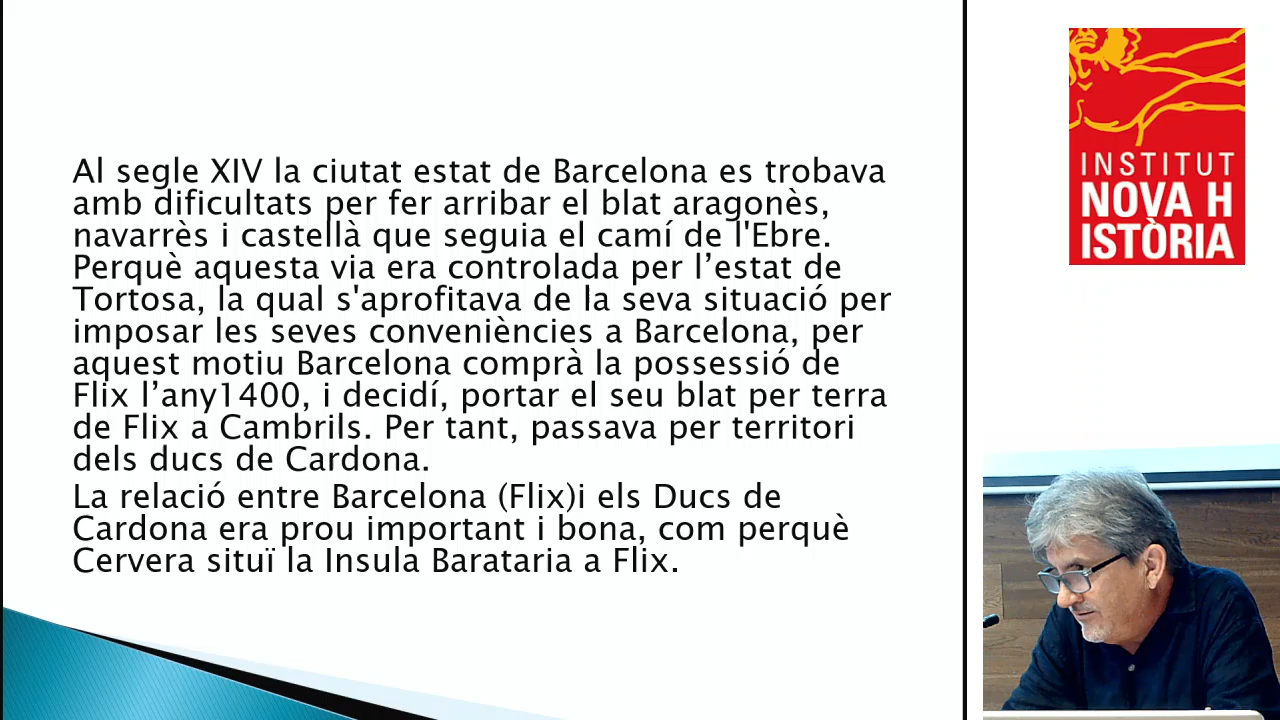 Al segle XIV la ciutat estat de Barcelona es trobava
amb dificultats per fer arribar el blat aragonès,
navarrès i castellà que seguia el camí de l'Ebre.
Perquè aquesta via era controlada per l’estat de
Tortosa, la qual s'aprofitava de la seva situació per
imposar les seves conveniències a Barcelona, per
aquest motiu Barcelona comprà la possessió de
Flix l’any1400, i decidí, portar el seu blat per terra
de Flix a Cambrils. Per tant, passava per territori
dels ducs de Cardona.
La relació entre Barcelona (Flix)i els Ducs de
Cardona era prou important i bona, com perquè
Cervera situï la Insula Barataria a Flix.
INSTITUT
NOVA H
ISTÒRIA